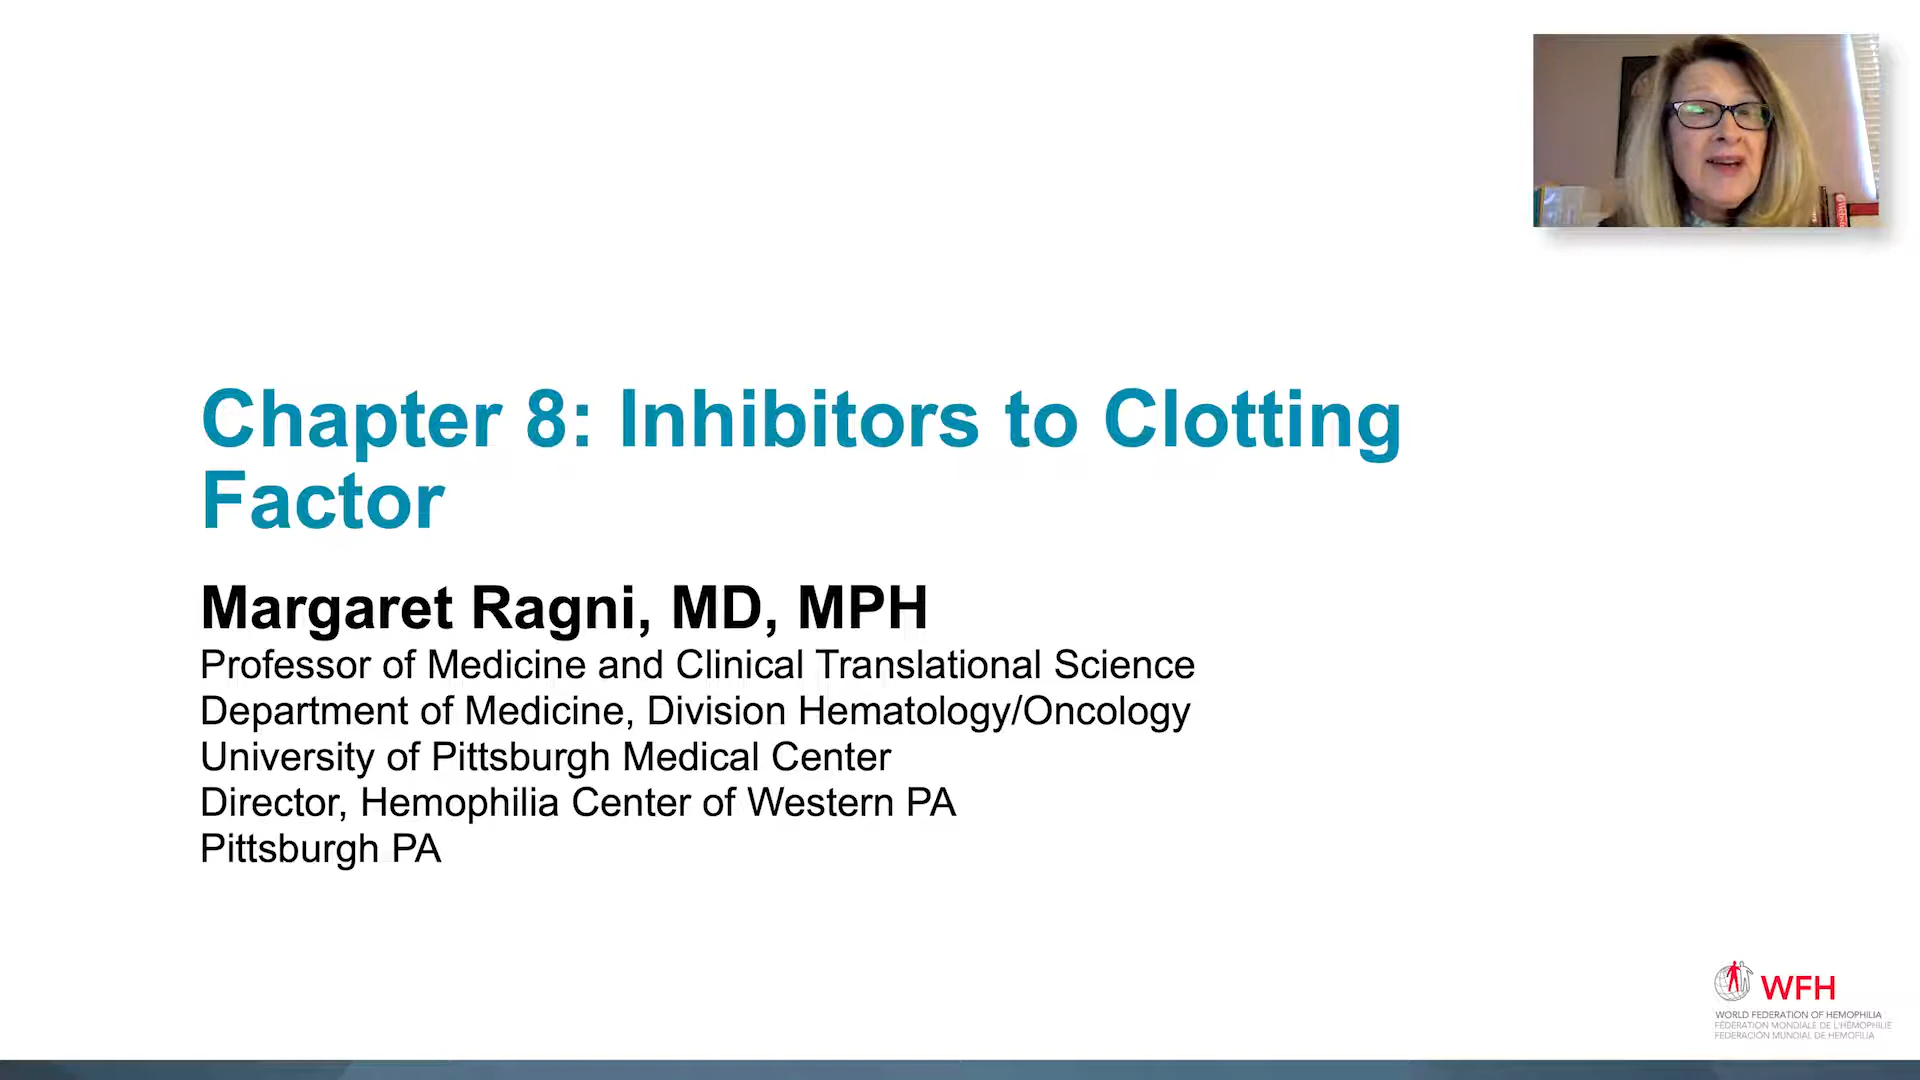 Chapter 8: Inhibitors to Clotting
Factor
Margaret Ragni, MD, MPH
Professor of Medicine and Clinical Translational Science
Department of Medicine, Division Hematology/Oncology
University of Pittsburgh Medical Center
Director, Hemophilia Center of Western PA
Pittsburgh PA
WFH
WORLD FEDERATION OF HEMOPHILIA
FÉDÉRATION MONDIALE DE L'HÉMOPHILIE
FEDERACIÓN MUNDIAL DE HEMOFILIA